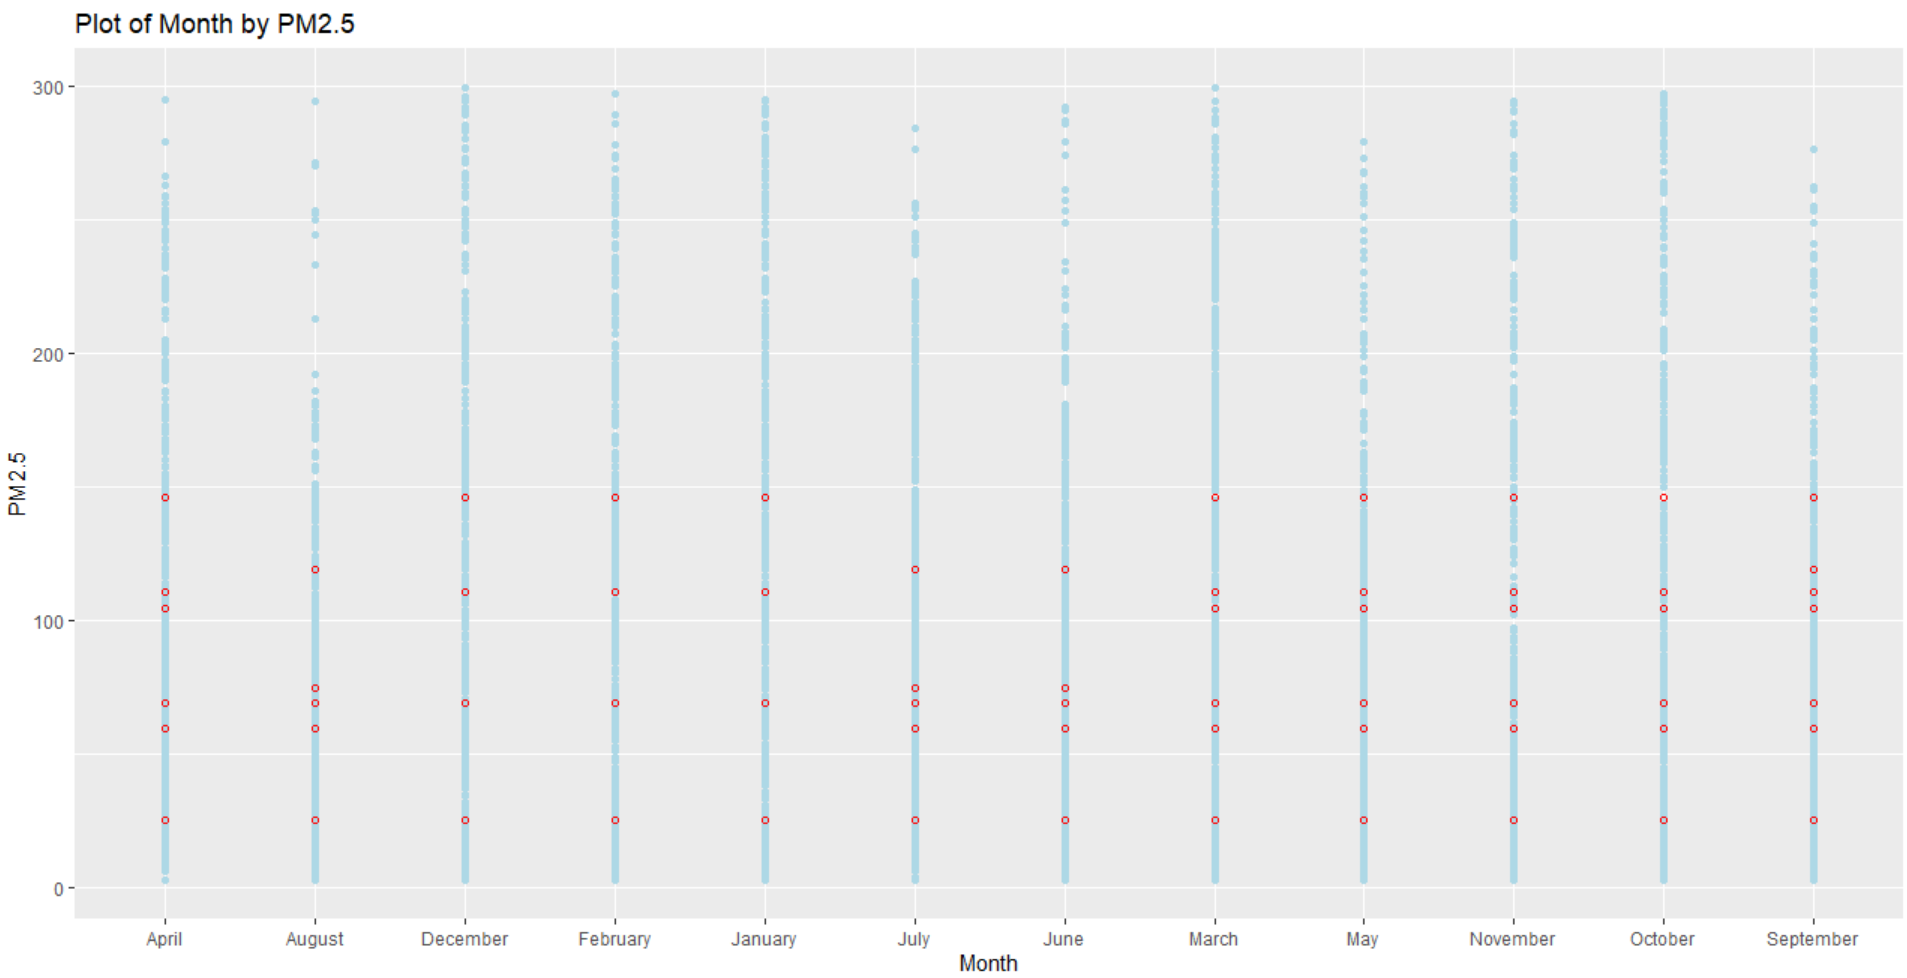 Plot of Month by PM2.5
300
200
100
0
PM2.5
April August December February January July June March May November October September
Month